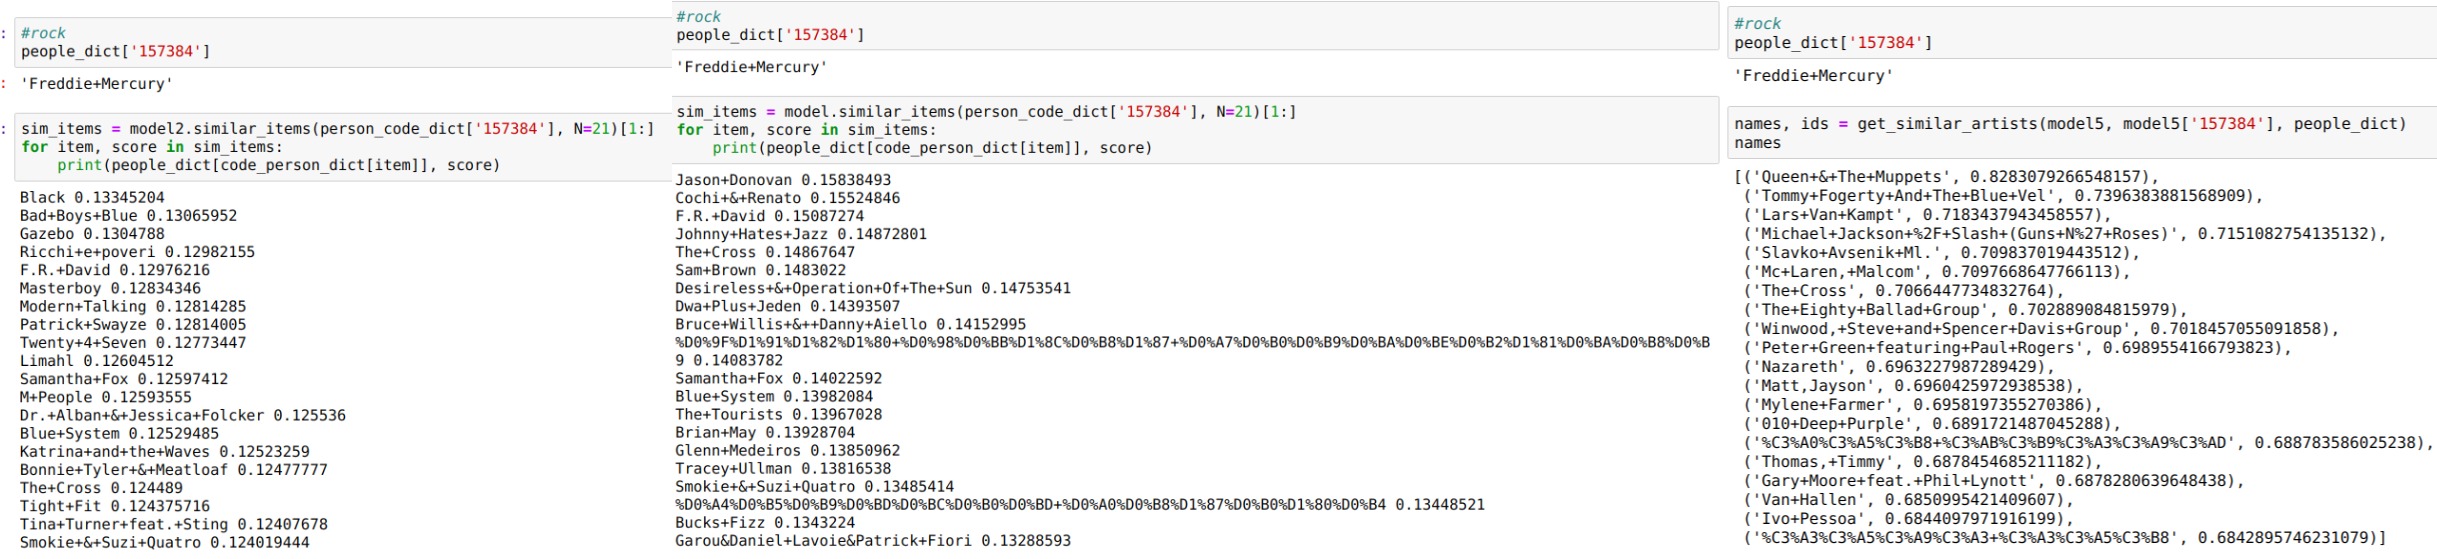 : #rock
people_dict['157384']
: 'Freddie+Mercury'
: sim_items = model2.similar_items(person_code_dict['157384'], N=21)[1:]
for item, score in sim_items:
    print(people_dict[code_person_dict[item]], score)
Black 0.13345204
Bad+Boys+Blue 0.13065952
Gazebo 0.1304788
Ricchi+e+poveri 0.12982155
F.R.+David 0.12976216
Masterboy 0.12834346
Modern+Talking 0.12814285
Patrick+Swayze 0.12814005
Twenty+4+Seven 0.12773447
Limahl 0.12604512
Samantha+Fox 0.12597412
M+People 0.12593555
Dr.+Alban+&+Jessica+Folcker 0.125536
Blue+System 0.12529485
Katrina+and+the+Waves 0.12523259
Bonnie+Tyler+&+Meatloaf 0.12477777
The+Cross 0.124489
Tight+Fit 0.124375716
Tina+Turner+feat.+Sting 0.12407678
Smokie+&+Suzi+Quatro 0.124019444
#rock
people_dict['157384']
'Freddie+Mercury'
sim_items = model.similar_items(person_code_dict['157384'], N=21)[1:]
for item, score in sim_items:
    print(people_dict[code_person_dict[item]], score)
Jason+Donovan 0.15838493
Cochi+&+Renato 0.15524846
F.R.+David 0.15087274
Johnny+Hates+Jazz 0.14872801
The+Cross 0.14867647
Sam+Brown 0.1483022
Desireless+&+Operation+Of+The+Sun 0.14753541
Dwa+Plus+Jeden 0.14393507
Bruce+Willis+&++Danny+Aiello 0.14152995
%D0%9F%D1%91%D1%82%D1%80+%D0%98%D0%BB%D1%8C%D0%B8%D1%87+%D0%A7%D0%B0%D0%B9%D0%BA%D0%BE%D0%B2%D1%81%D0%BA%D0%B8%D0%B
9 0.14083782
Samantha+Fox 0.14022592
Blue+System 0.13982084
The+Tourists 0.13967028
Brian+May 0.13928704
Glenn+Medeiros 0.13850962
Tracey+Ullman 0.13816538
Smokie+&+Suzi+Quatro 0.13485414
%D0%A4%D0%B5%D0%B9%D0%BD%D0%BC%D0%B0%D0%BD+%D0%A0%D0%B8%D1%87%D0%B0%D1%80%D0%B4 0.13448521
Bucks+Fizz 0.1343224
Garou&Daniel+Lavoie&Patrick+Fiori 0.13288593
#rock
people_dict['157384']
'Freddie+Mercury'
names, ids = get_similar_artists(model5, model5['157384'], people_dict)
names
[('Queen+&+The+Muppets', 0.8283079266548157),
('Tommy+Fogerty+And+The+Blue+Vel', 0.7396383881568909),
('Lars+Van+Kampt', 0.7183437943458557),
('Michael+Jackson+%2F+Slash+(Guns+N%27+Roses)', 0.7151082754135132),
('Slavko+Avsenik+Ml.', 0.709837019443512),
('Mc+Laren,+Malcom', 0.7097668647766113),
('The+Cross', 0.7066447734832764),
('The+Eighty+Ballad+Group', 0.702889084815979),
('Winwood,+Steve+and+Spencer+Davis+Group', 0.7018457055091858),
('Peter+Green+featuring+Paul+Rogers', 0.6989554166793823),
('Nazareth', 0.6963227987289429),
('Matt,Jayson', 0.6960425972938538),
('Mylene+Farmer', 0.6958197355270386),
('010+Deep+Purple', 0.6891721487045288),
('%C3%A0%C3%A5%C3%B8+%C3%AB%C3%B9%C3%A3%C3%A9%C3%AD', 0.688783586025238),
('Thomas,+Timmy', 0.6878454685211182),
('Gary+Moore+feat.+Phil+Lynott', 0.6878280639648438),
('Van+Hallen', 0.6850995421409607),
('Ivo+Pessoa', 0.6844097971916199),
('%C3%A3%C3%A5%C3%A9%C3%A3+%C3%A3%C3%A5%C3%B8', 0.6842895746231079)]